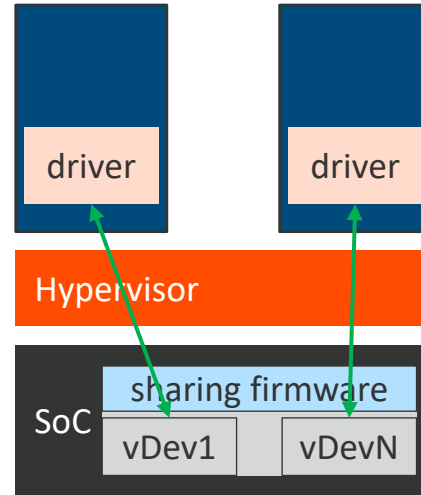 driver
driver
Hypervisor
sharing firmware
SoC
vDev1
vDevN